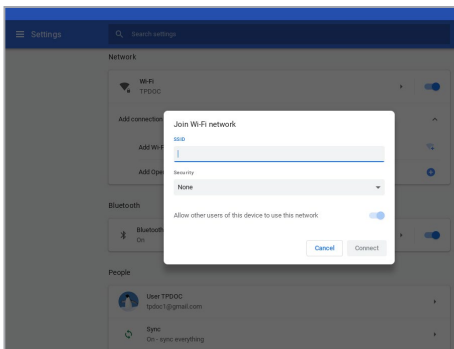 Settings
Search settings
Network
Wi-Fi
TPDOC
Add connection
Add Wi-F
Add Ope
Join Wi-Fi network
SSID
Security
None
Allow other users of this device to use this network
Cancel Connect
Bluetooth
Bluetooth
On
People
User TPDOC
tpdoc1@gmail.com
Sync
On - sync everything